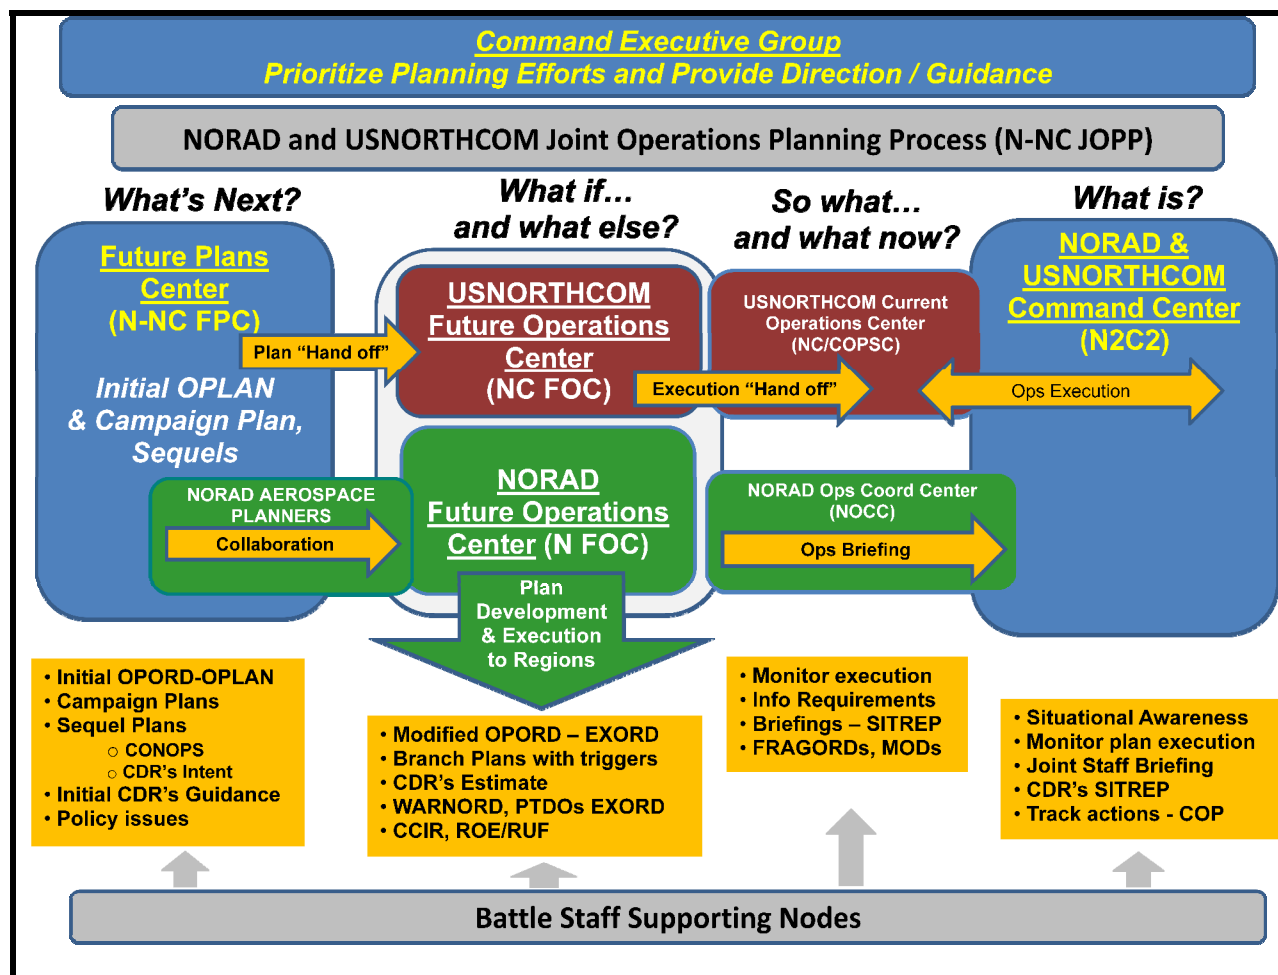 Command Executive Group
Prioritize Planning Efforts and Provide Direction / Guidance
NORAD and USNORTHCOM Joint Operations Planning Process (N-NC JOPP)
What's Next?
What if…
and what else?
So what…
and what now?
What is?
Future Plans
Center
(N-NC FPC)
Plan “Hand off”
Initial OPLAN
& Campaign Plan,
Sequels
NORAD AEROSPACE
PLANNERS
Collaboration
USNORTHCOM
Future Operations
Center
(NC FOC)
Execution “Hand off”
NORAD
Future Operations
Center (N FOC)
Plan
Development
& Execution
to Regions
USNORTHCOM Current
Operations Center
(NC/COPSC)
NORAD Ops Coord Center
(NOCC)
Ops Briefing
NORAD &
USNORTHCOM
Command Center
(N2C2)
Ops Execution
• Initial OPORD-OPLAN
• Campaign Plans
• Sequel Plans
o CONOPS
o CDR's Intent
• Initial CDR's Guidance
• Policy issues
• Modified OPORD – EXORD
• Branch Plans with triggers
• CDR's Estimate
• WARNORD, PTDOs EXORD
• CCIR, ROE/RUF
• Monitor execution
• Info Requirements
• Briefings – SITREP
• FRAGORDs, MODs
• Situational Awareness
• Monitor plan execution
• Joint Staff Briefing
• CDR's SITREP
• Track actions - COP
Battle Staff Supporting Nodes